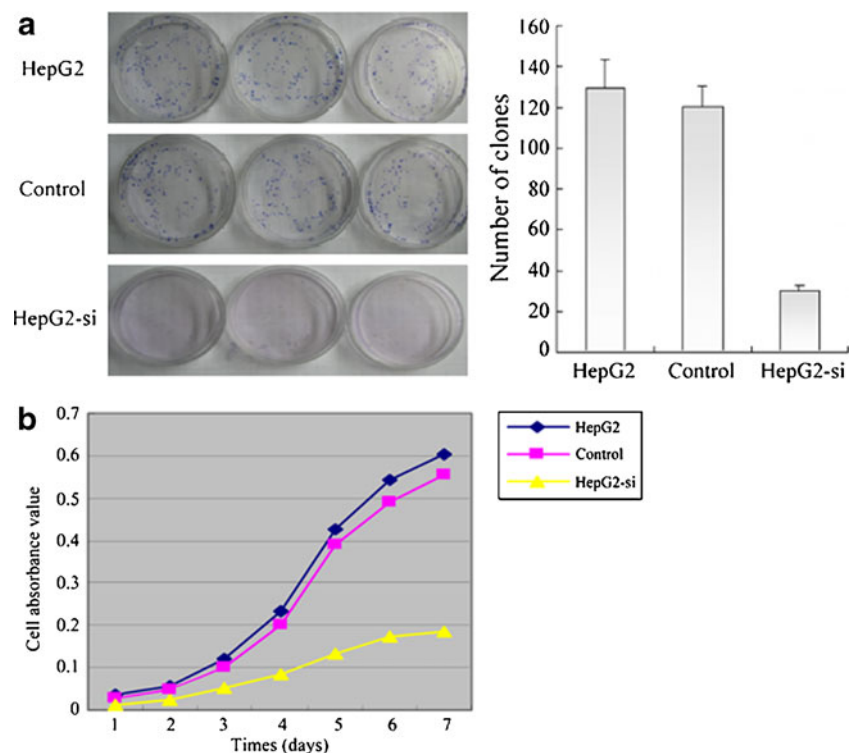 a
HepG2
Control
HepG2-si
Number of clones
160
140
120
100
80
60
40
20
0
HepG2 Control HepG2-si
b
Cell absorbance value
0.7
0.6
0.5
0.4
0.3
0.2
0.1
0
1 2 3 4 5 6 7
Times (days)
HepG2
Control
HepG2-si